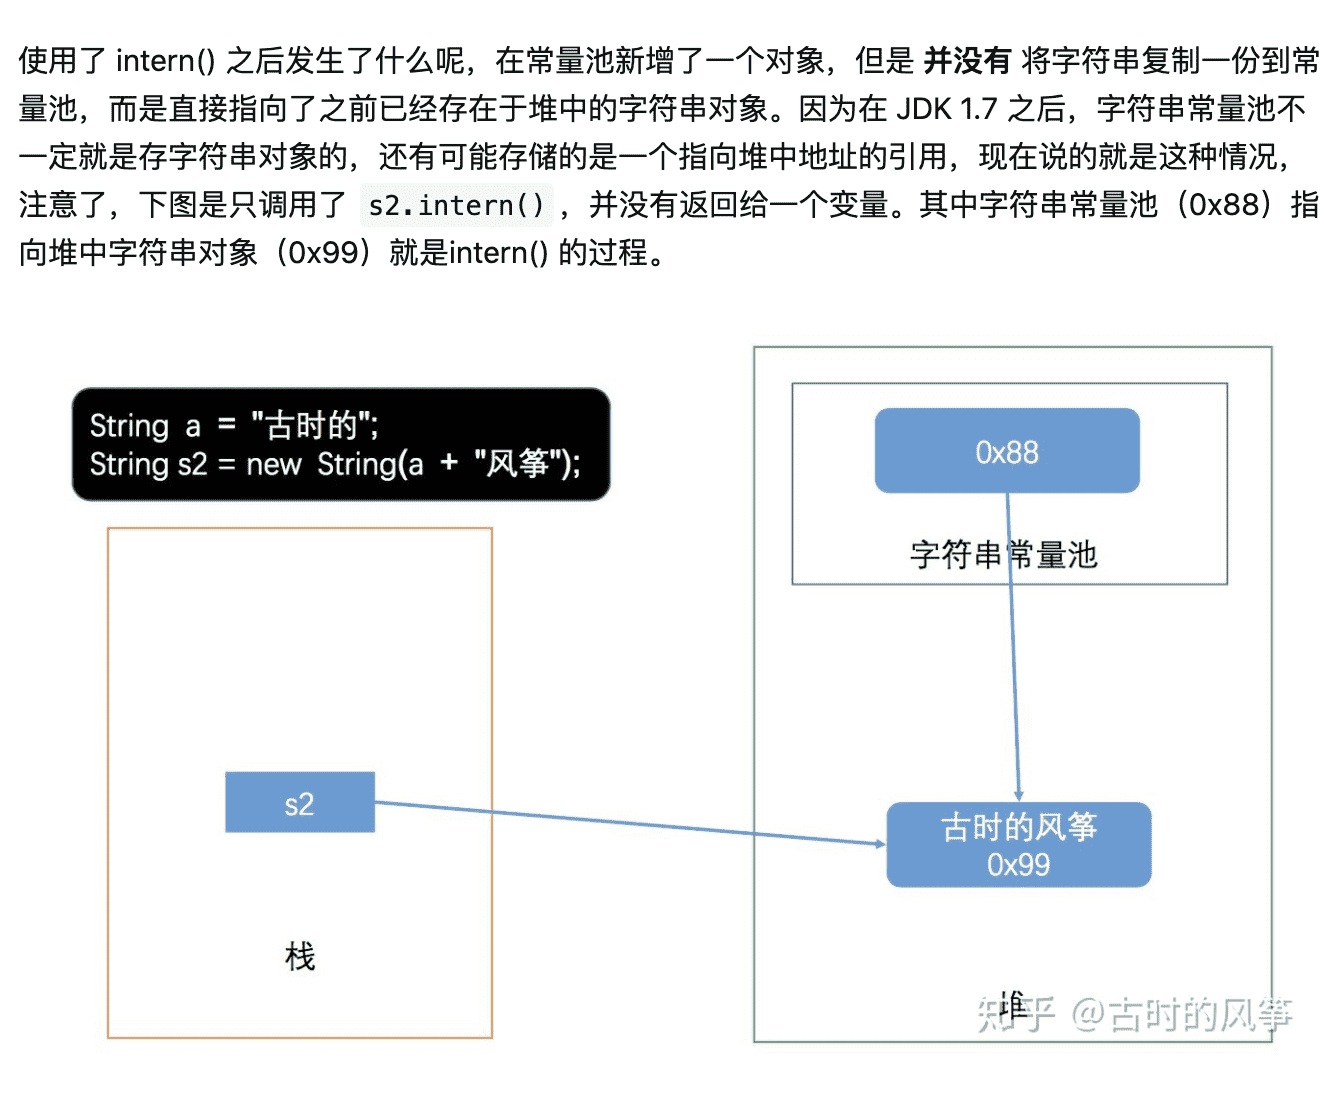 使用了 intern() 之后发生了什么呢，在常量池新增了一个对象，但是 并没有 将字符串复制一份到常
量池，而是直接指向了之前已经存在于堆中的字符串对象。因为在 JDK 1.7 之后，字符串常量池不
一定就是存字符串对象的，还有可能存储的是一个指向堆中地址的引用，现在说的就是这种情况，
注意了，下图是只调用了 s2.intern() ，并没有返回给一个变量。其中字符串常量池（0x88）指
向堆中字符串对象（0x99）就是intern() 的过程。
String a = "古时的";
String s2 = new String(a + "风筝");
0x88
字符串常量池
s2
古时的风筝
0x99
栈
堆
知乎 @古时的风筝